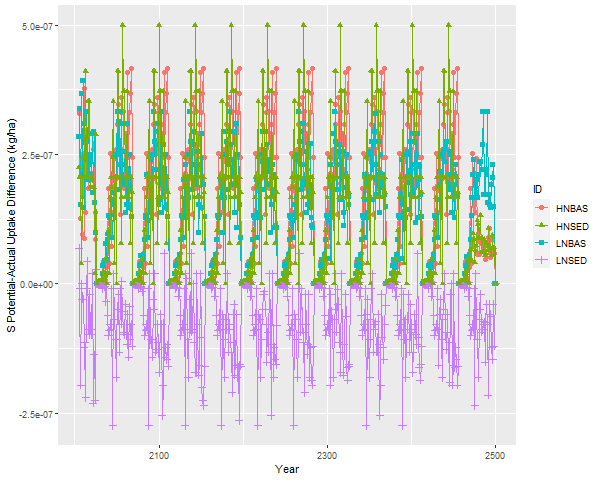 S Potential-Actual Uptake Difference (kg/ha)
5.0e-07
2.5e-07
0.0e+00
-2.5e-07
2100
2300
2500
Year
ID
HNBAS
HNSED
LNBAS
LNSED